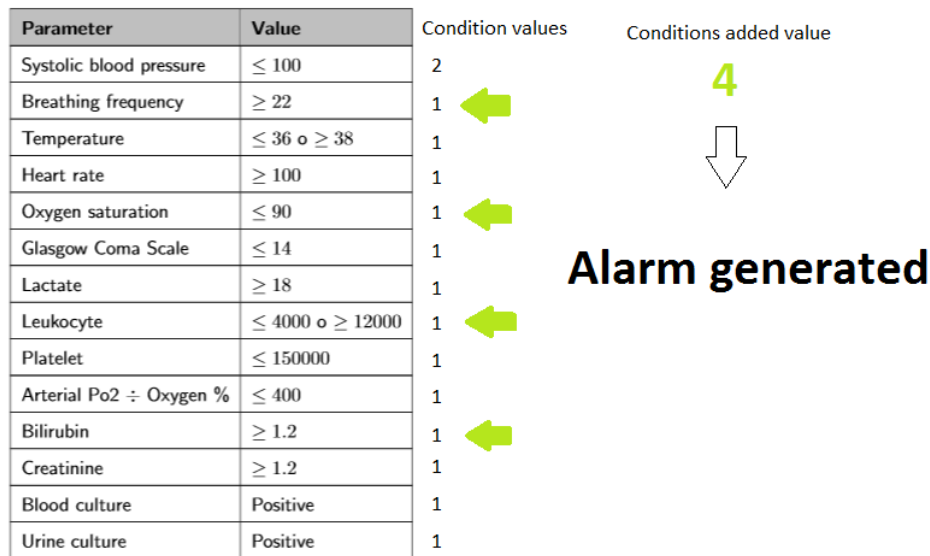 Parameter Value Condition values Conditions added value
Systolic blood pressure ≤ 100 2 4
Breathing frequency ≥ 22 1
Temperature ≤ 36 o ≥ 38 1
Heart rate ≥ 100 1
Oxygen saturation ≤ 90 1
Glasgow Coma Scale ≤ 14 1
Alarm generated
Lactate ≥ 18 1
Leukocyte ≤ 4000 o ≥ 12000 1
Platelet ≤ 150000 1
Arterial Po2 ÷ Oxygen % ≤ 400 1
Bilirubin ≥ 1.2 1
Creatinine ≥ 1.2 1
Blood culture Positive 1
Urine culture Positive 1